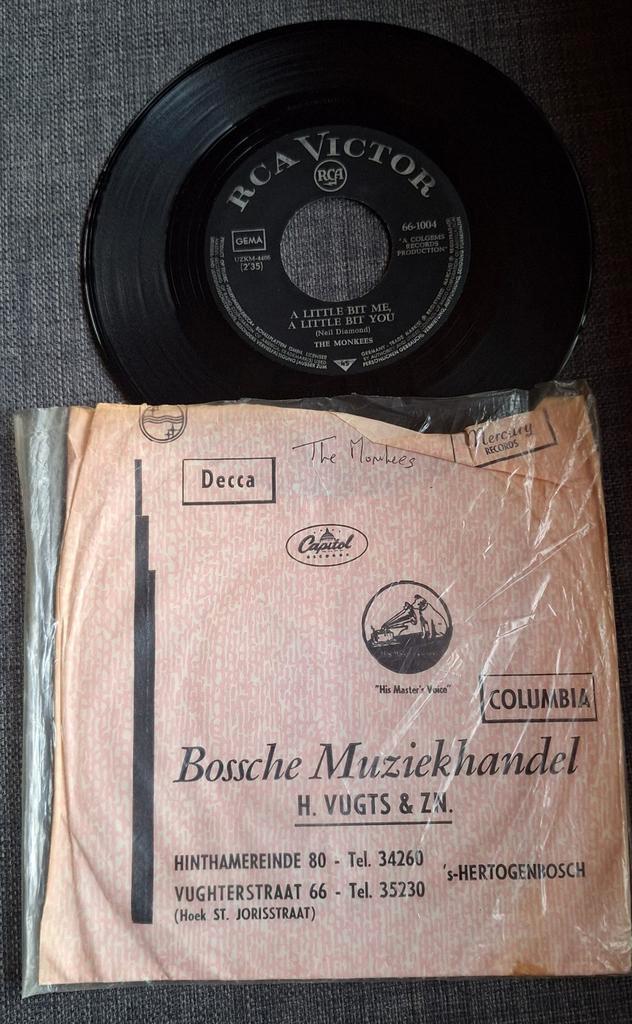 RCA VICTOR
RCA
GEMA
66-1004
"A COLGEMS
RECORDS
PRODUCTION"
(2'35)
A LITTLE BIT ME,
A LITTLE BIT YOU
(Neil Diamond)
THE MONKEES
Mercury
RECORDS
The Monkees
Decca
Capitol
RECORDS
"His Master's Voice"
COLUMBIA
Bossche Muziekhandel
H. VUGTS & ZN.
HINTHAMEREINDE 80 - Tel. 34260
's-HERTOGENBOSCH
VUGHTERSTRAAT 66 - Tel. 35230
(Hoek ST. JORISSTRAAT)